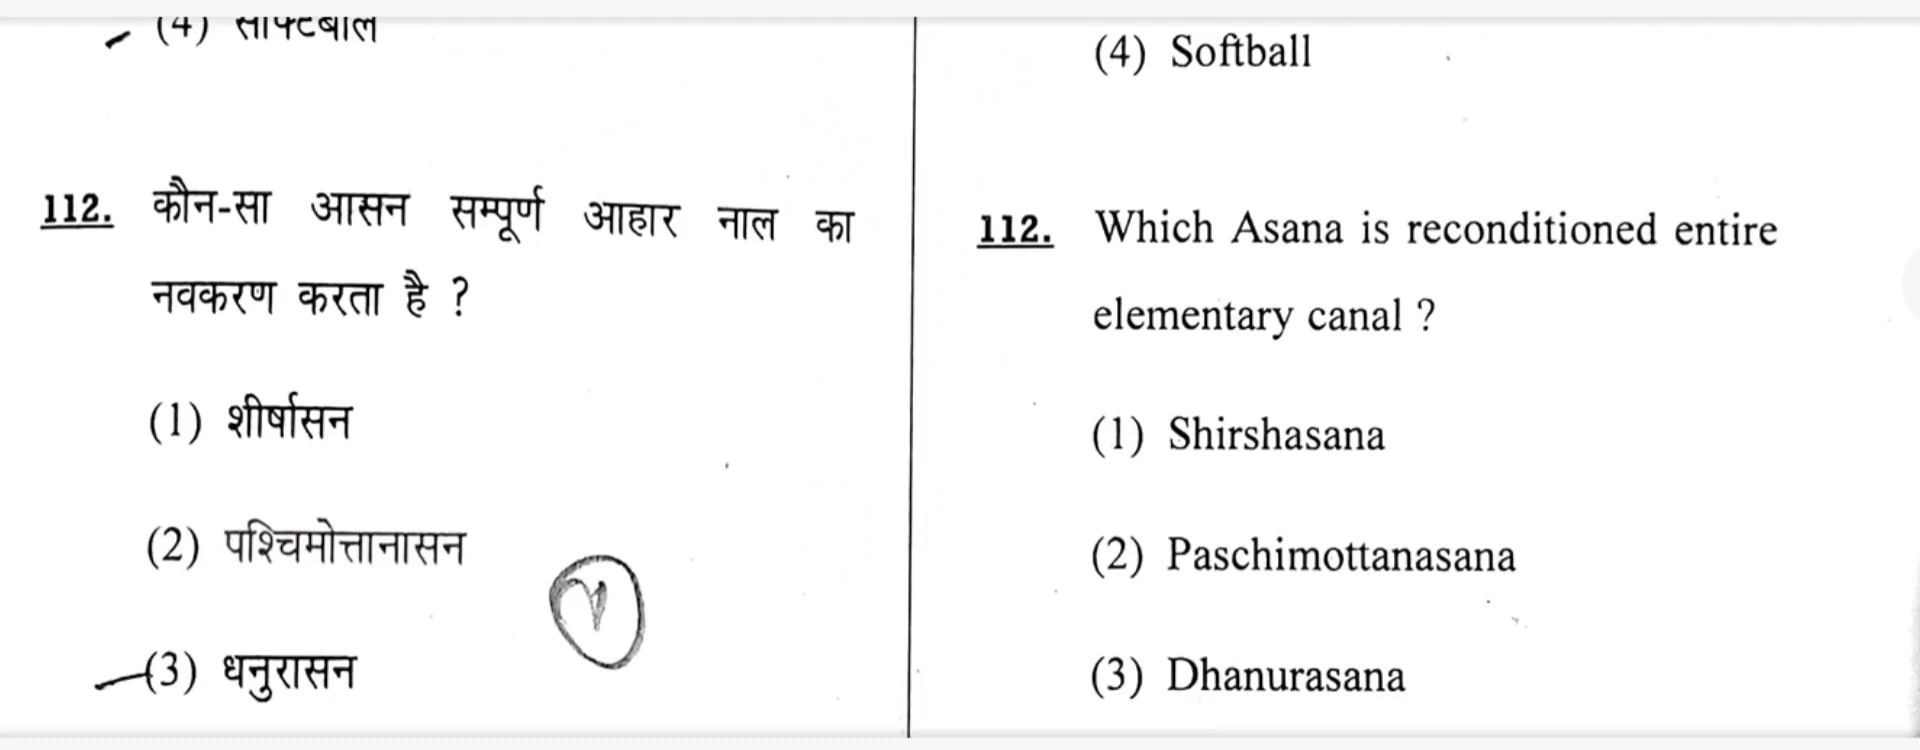 (4) सॉफ्टबॉल
112. कौन-सा आसन सम्पूर्ण आहार नाल का
नवकरण करता है ?
(1) शीर्षासन
(2) पश्चिमोत्तानासन
(3) धनुरासन
(4) Softball
112. Which Asana is reconditioned entire
elementary canal ?
(1) Shirshasana
(2) Paschimottanasana
(3) Dhanurasana